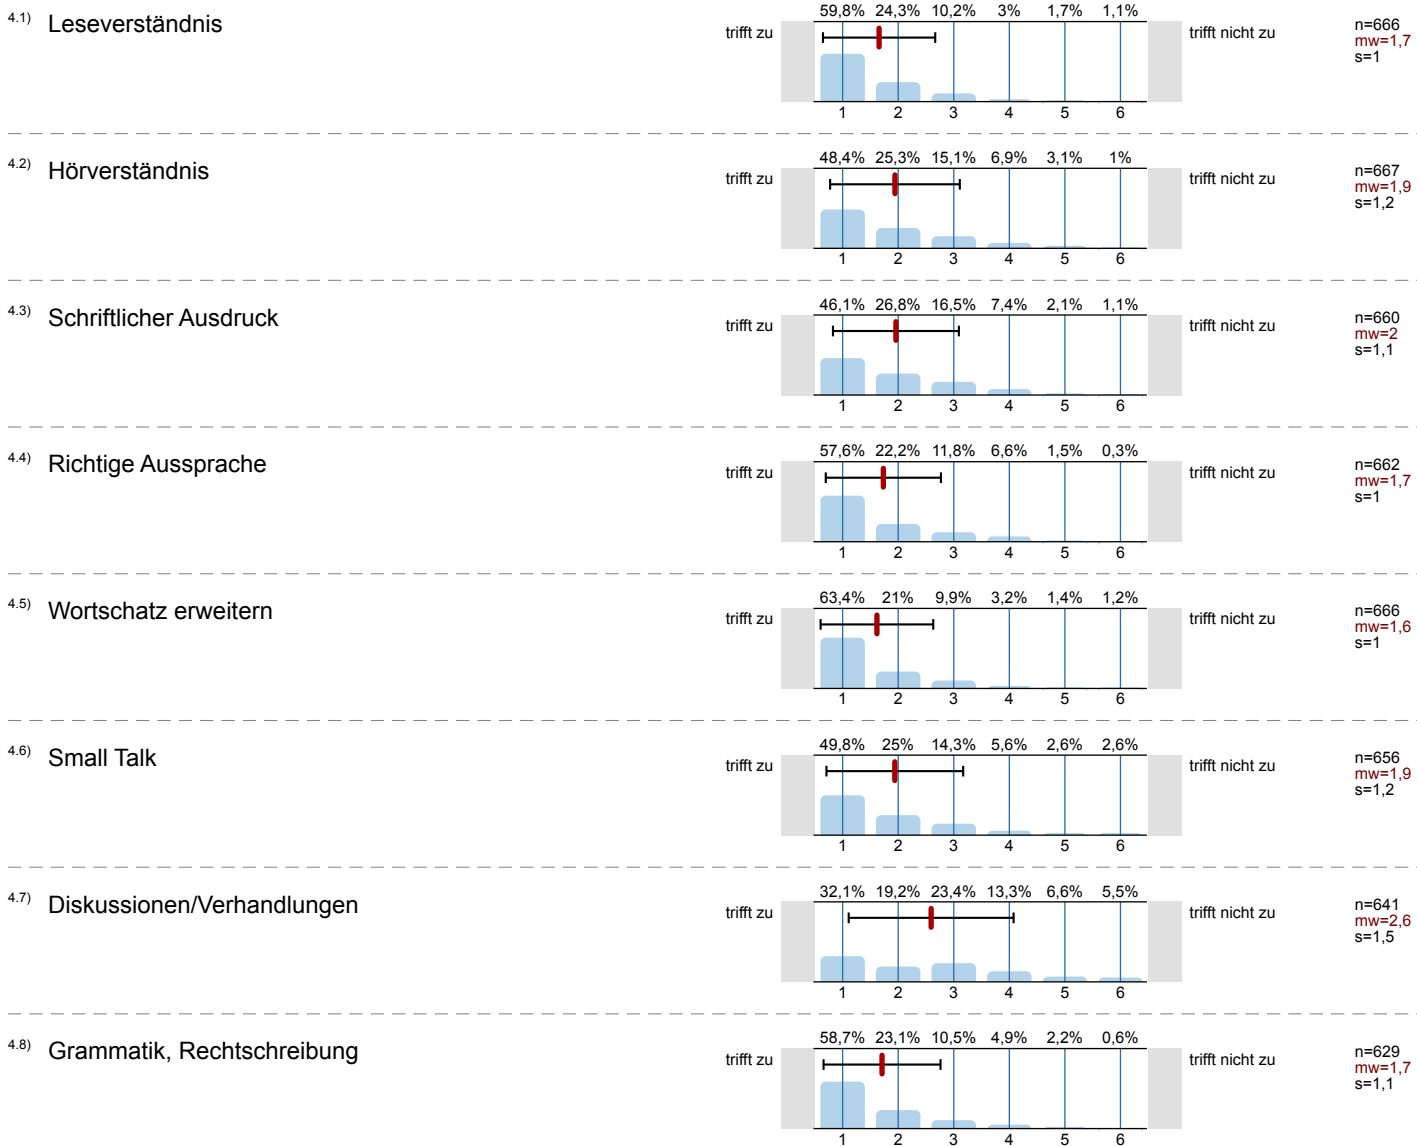 4.1) Leseverständnis
59,8% 24,3% 10,2% 3% 1,7% 1,1%
trifft zu trifft nicht zu
n=666
mw=1,7
s=1
1 2 3 4 5 6
4.2) Hörverständnis
48,4% 25,3% 15,1% 6,9% 3,1% 1%
trifft zu trifft nicht zu
n=667
mw=1,9
s=1,2
1 2 3 4 5 6
4.3) Schriftlicher Ausdruck
46,1% 26,8% 16,5% 7,4% 2,1% 1,1%
trifft zu trifft nicht zu
n=660
mw=2
s=1,1
1 2 3 4 5 6
4.4) Richtige Aussprache
57,6% 22,2% 11,8% 6,6% 1,5% 0,3%
trifft zu trifft nicht zu
n=662
mw=1,7
s=1
1 2 3 4 5 6
4.5) Wortschatz erweitern
63,4% 21% 9,9% 3,2% 1,4% 1,2%
trifft zu trifft nicht zu
n=666
mw=1,6
s=1
1 2 3 4 5 6
4.6) Small Talk
49,8% 25% 14,3% 5,6% 2,6% 2,6%
trifft zu trifft nicht zu
n=656
mw=1,9
s=1,2
1 2 3 4 5 6
4.7) Diskussionen/Verhandlungen
32,1% 19,2% 23,4% 13,3% 6,6% 5,5%
trifft zu trifft nicht zu
n=641
mw=2,6
s=1,5
1 2 3 4 5 6
4.8) Grammatik, Rechtschreibung
58,7% 23,1% 10,5% 4,9% 2,2% 0,6%
trifft zu trifft nicht zu
n=629
mw=1,7
s=1,1
1 2 3 4 5 6